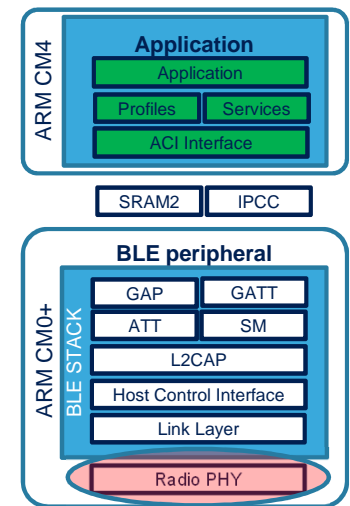 ARM CM4
Application
Application
Profiles Services
ACI Interface
SRAM2 IPCC
ARM CM0+
BLE peripheral
BLE STACK
GAP GATT
ATT SM
L2CAP
Host Control Interface
Link Layer
Radio PHY